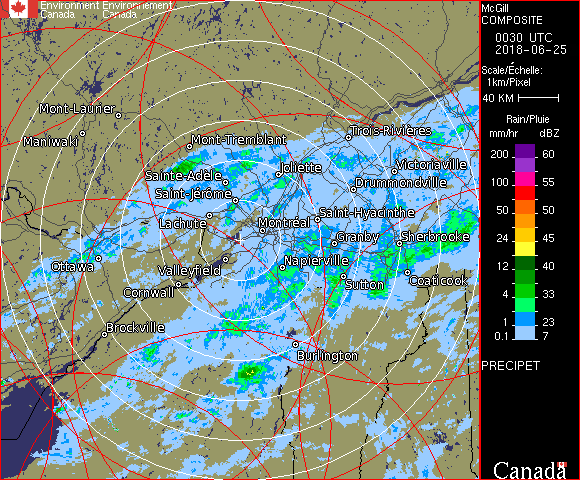 Environment Environnement
Canada Canada
McGill
COMPOSITE
0030 UTC
2018-06-25
Scale/Échelle:
1km/Pixel
40 KM
Rain/Pluie
mm/hr dBZ
200 60
100 55
50 50
24 45
12 40
4 33
2 28
1 23
0.1 7
PRECIPET
Canada
Mont-Laurier
Maniwaki
Mont-Tremblant
Trois-Rivières
Sainte-Adèle
Joliette
Victoriaville
Saint-Jérôme
Drummondville
Lachute
Montréal
Saint-Hyacinthe
Granby
Sherbrooke
Ottawa
Valleyfield
Napierville
Cornwall
Sutton
Coaticook
Brockville
Burlington